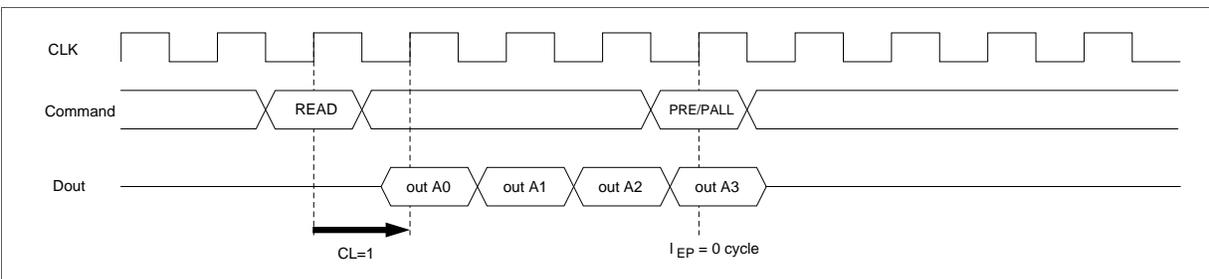 CLK
Command
READ
PRE/PALL
Dout
out A0
out A1
out A2
out A3
CL=1
l EP = 0 cycle